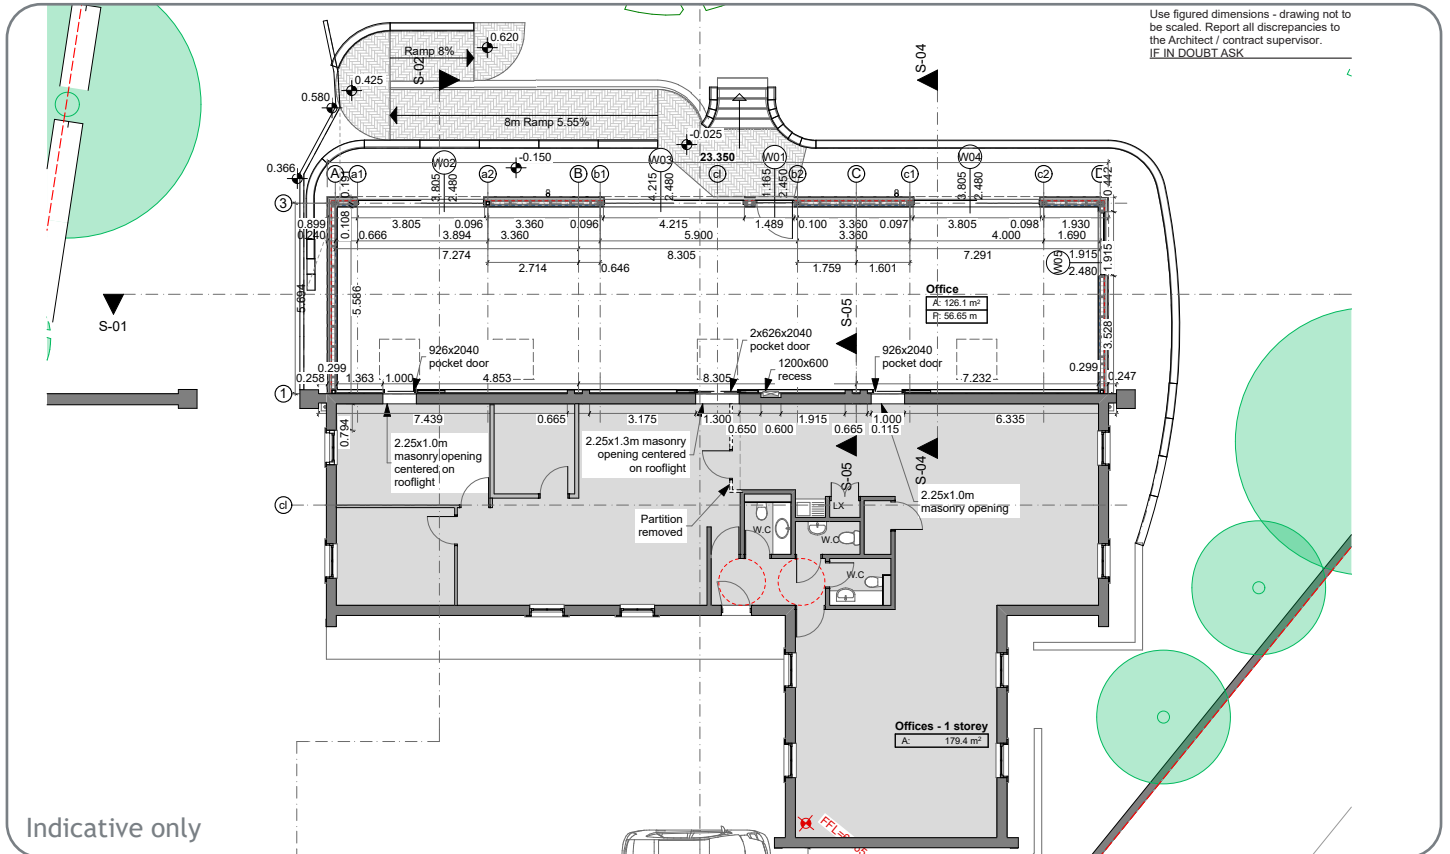 Use figured dimensions - drawing not to
be scaled. Report all discrepancies to
the Architect / contract supervisor.
IF IN DOUBT ASK
0.620
Ramp 8%
S-02
S-04
0.425
0.580
8m Ramp 5.55%
-0.025
-0.150
23.350
0.366
W02
W03
W01
W04
3.805
2.480
4.215
2.480
1.165
2.450
3.805
2.480
A
a1
a2
B
b1
cl
b2
C
c1
c2
0.191
0.442
8
8
3
0.899
0.108
3.805
0.096
3.360
0.096
4.215
1.489
0.100
3.360
0.097
3.805
0.098
1.930
0.240
0.666
3.894
3.360
5.900
3.360
4.000
1.690
7.274
8.305
7.291
1.915
2.714
0.646
1.759
1.601
W05
2.480
1.915
5.694
5.586
Office
A: 126.1 m²
P: 56.65 m
S-01
S-05
3.528
2x626x2040
pocket door
926x2040
pocket door
1200x600
recess
926x2040
pocket door
0.299
0.258
1.363
1.000
4.853
8.305
7.232
0.299
0.247
1
7.439
0.665
3.175
1.300
0.650
0.600
1.915
0.665
1.000
0.115
6.335
0.794
2.25x1.0m
masonry opening
centered on
rooflight
2.25x1.3m masonry
opening centered
on rooflight
S-05
S-04
2.25x1.0m
masonry opening
cl
Partition
removed
LX
W.C
W.C
W.C
Offices - 1 storey
A: 179.4 m²
Indicative only